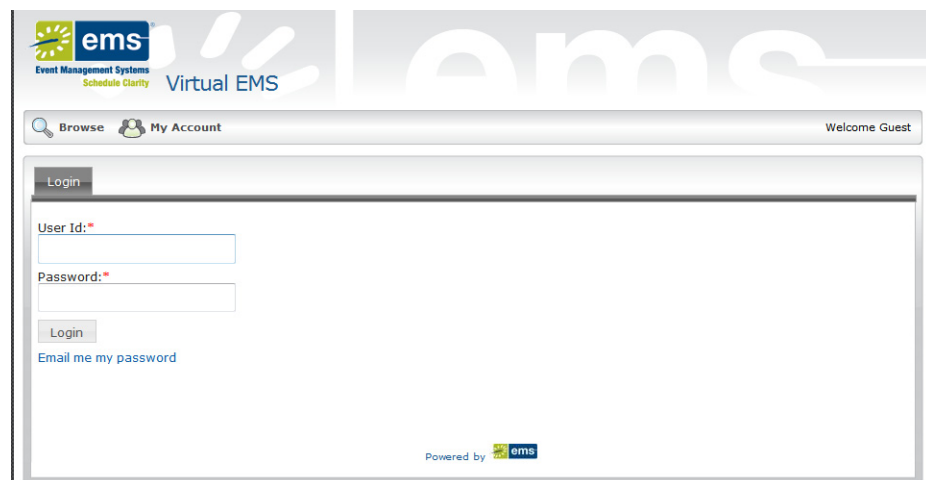 ems
Event Management Systems
Schedule Clarity
Virtual EMS
ems
Browse My Account Welcome Guest
Login
User Id:*
Password:*
Login
Email me my password
Powered by ems